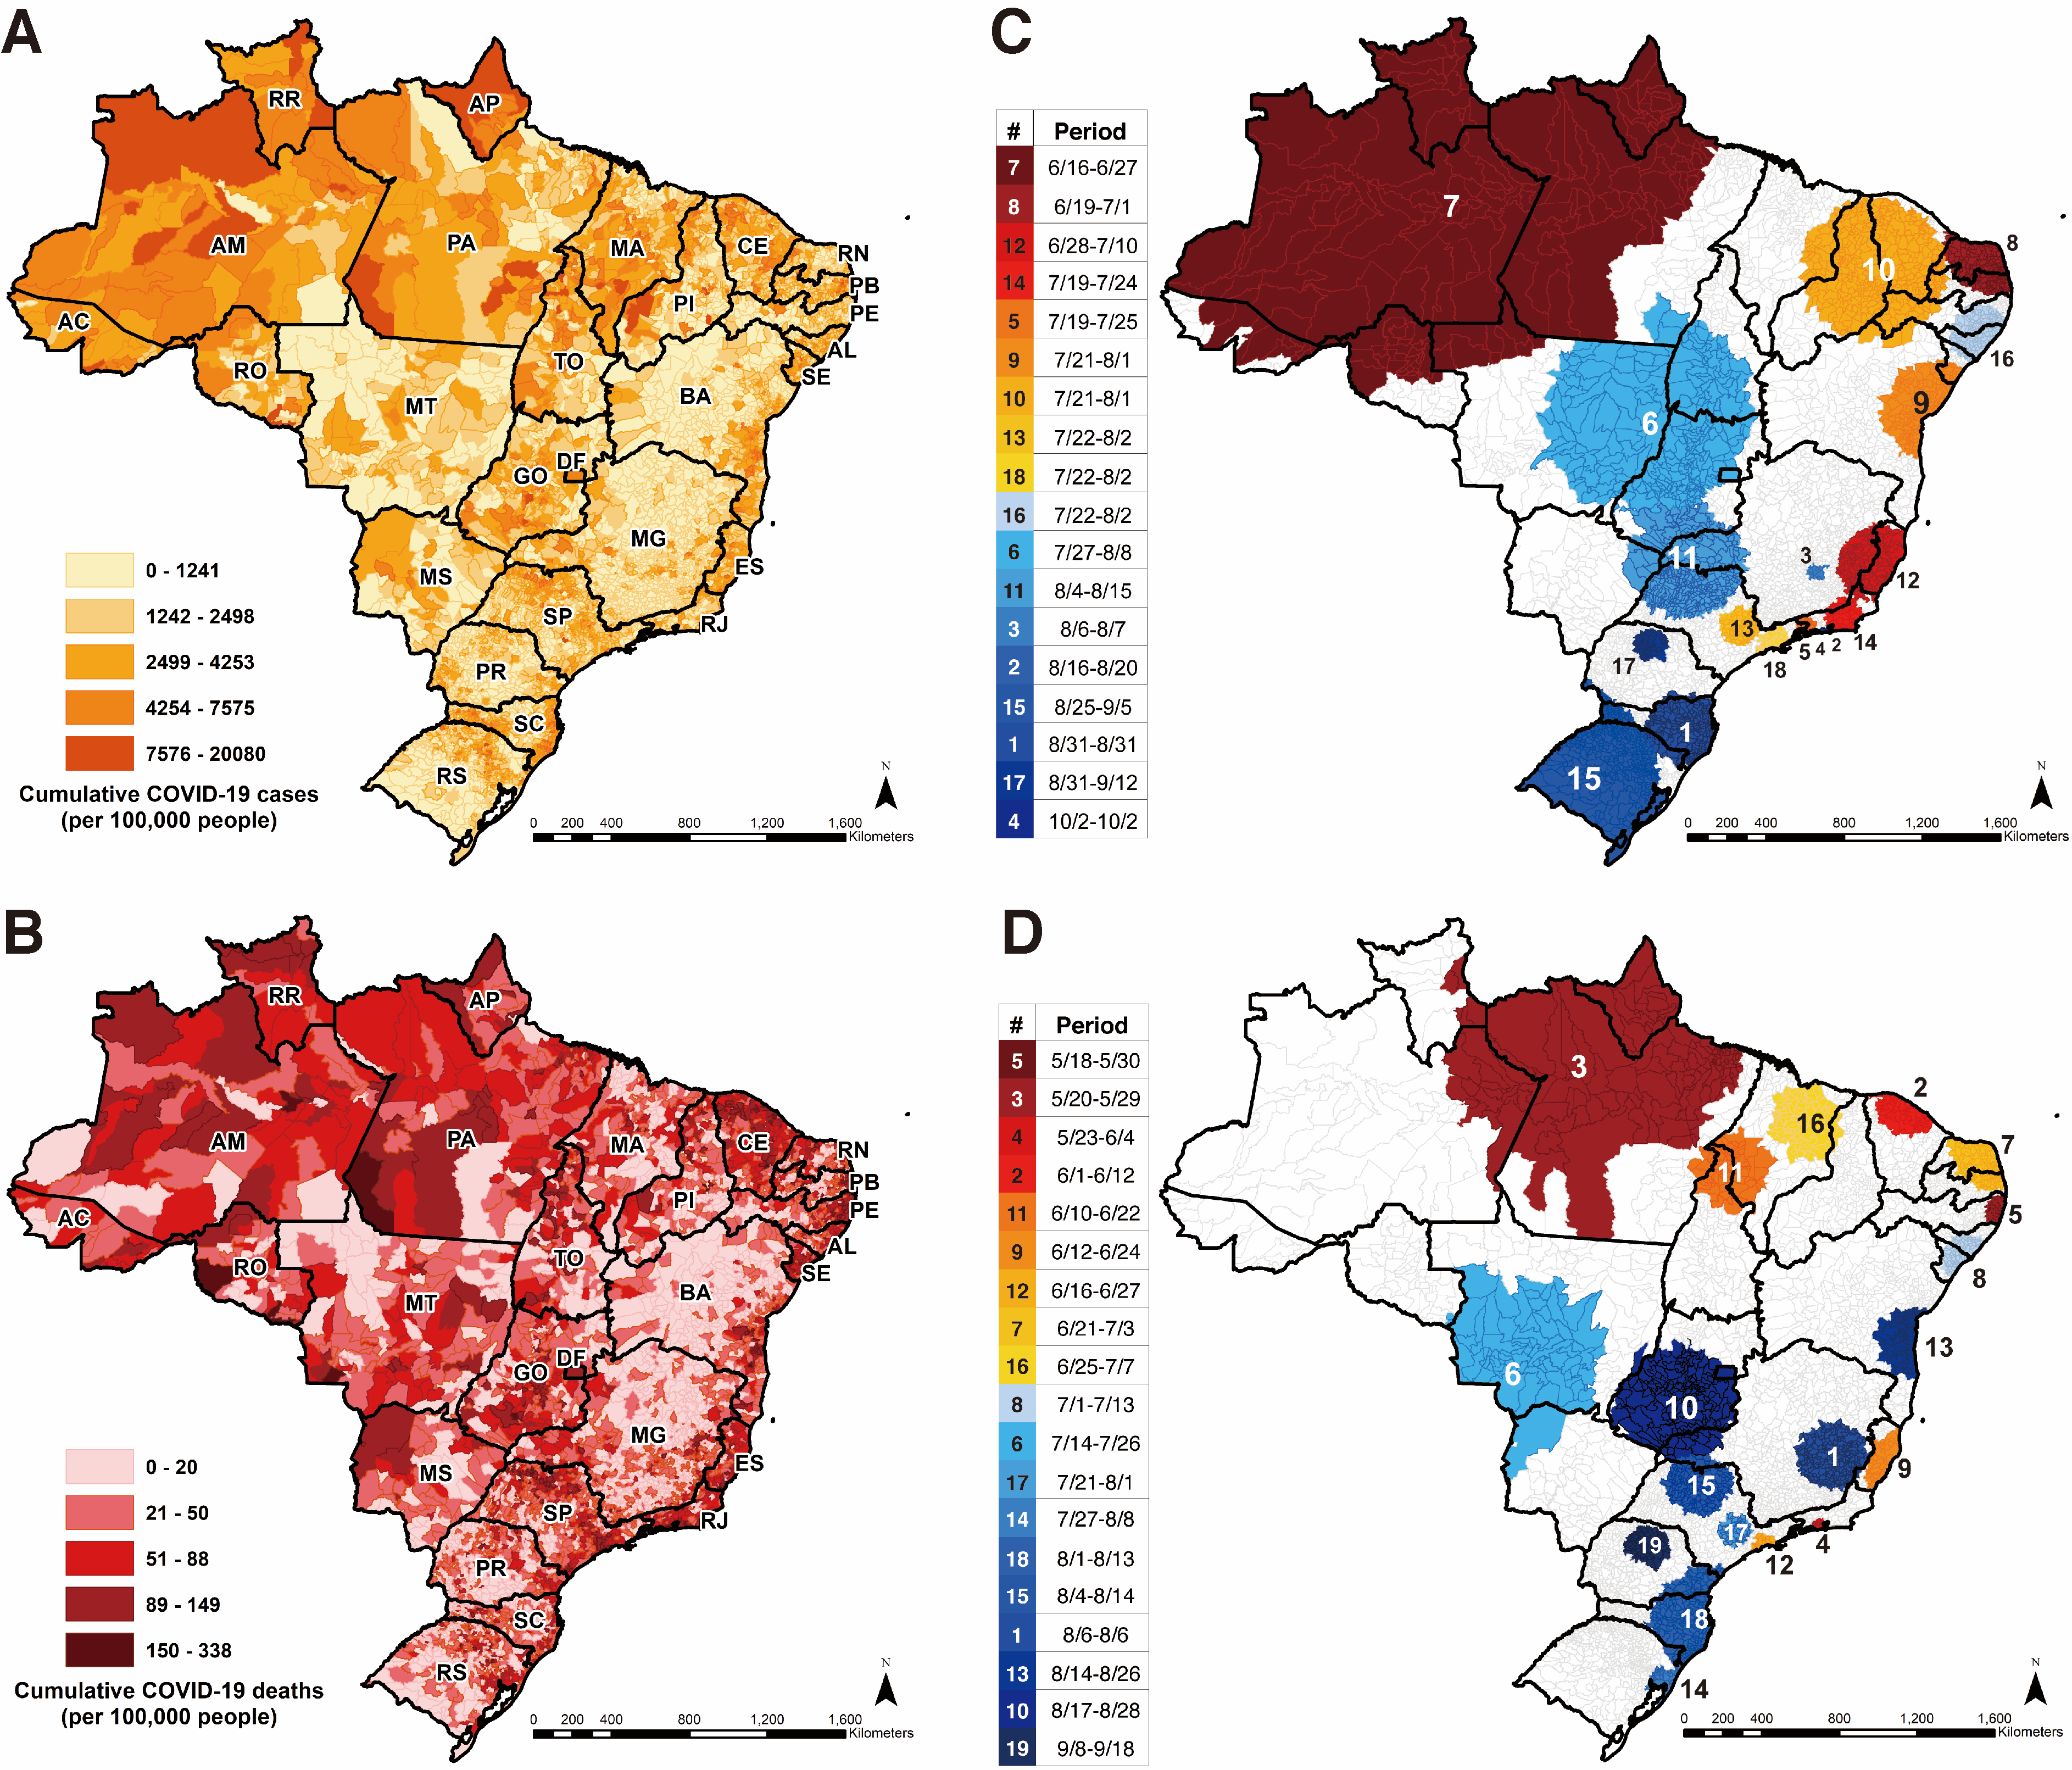 A
RR
AP
AM
PA
MA
CE
RN
PB
PE
PI
AC
AL
SE
TO
RO
BA
MT
DF
GO
MG
ES
MS
SP
RJ
PR
SC
RS
0 - 1241
1242 - 2498
2499 - 4253
4254 - 7575
7576 - 20080
Cumulative COVID-19 cases
(per 100,000 people)
N
0 200 400 800 1,200 1,600
Kilometers
C
# Period
7 6/16-6/27
8 6/19-7/1
12 6/28-7/10
14 7/19-7/24
5 7/19-7/25
9 7/21-8/1
10 7/21-8/1
13 7/22-8/2
18 7/22-8/2
16 7/22-8/2
6 7/27-8/8
11 8/4-8/15
3 8/6-8/7
2 8/16-8/20
15 8/25-9/5
1 8/31-8/31
17 8/31-9/12
4 10/2-10/2
7
8
10
16
9
6
11
3
12
13
14
5
4
2
18
17
1
15
N
0 200 400 800 1,200 1,600
Kilometers
B
RR
AP
AM
PA
MA
CE
RN
PB
PE
PI
AC
AL
SE
TO
RO
BA
MT
DF
GO
MG
ES
MS
SP
RJ
PR
SC
RS
0 - 20
21 - 50
51 - 88
89 - 149
150 - 338
Cumulative COVID-19 deaths
(per 100,000 people)
N
0 200 400 800 1,200 1,600
Kilometers
D
# Period
5 5/18-5/30
3 5/20-5/29
4 5/23-6/4
2 6/1-6/12
11 6/10-6/22
9 6/12-6/24
12 6/16-6/27
7 6/21-7/3
16 6/25-7/7
8 7/1-7/13
6 7/14-7/26
17 7/21-8/1
14 7/27-8/8
18 8/1-8/13
15 8/4-8/14
1 8/6-8/6
13 8/14-8/26
10 8/17-8/28
19 9/8-9/18
3
2
16
7
11
5
8
13
6
10
1
9
15
17
4
12
19
18
14
N
0 200 400 800 1,200 1,600
Kilometers